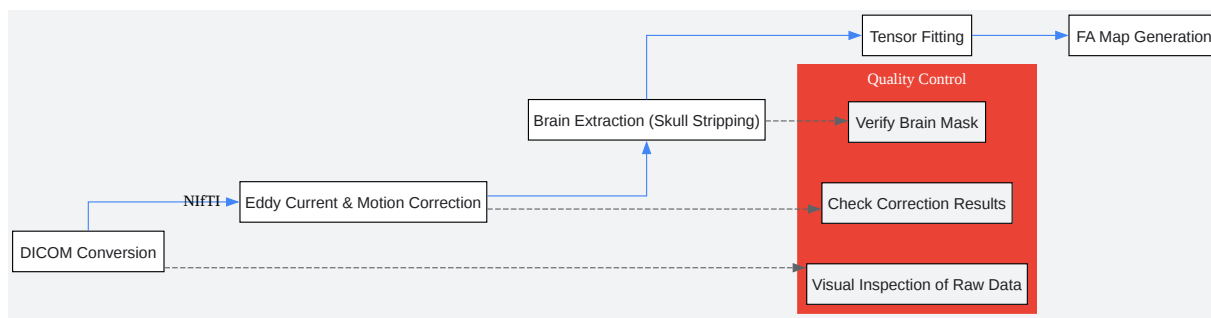 Tensor Fitting
FA Map Generation
Quality Control
Brain Extraction (Skull Stripping)
Verify Brain Mask
NIfTI
Eddy Current & Motion Correction
Check Correction Results
DICOM Conversion
Visual Inspection of Raw Data